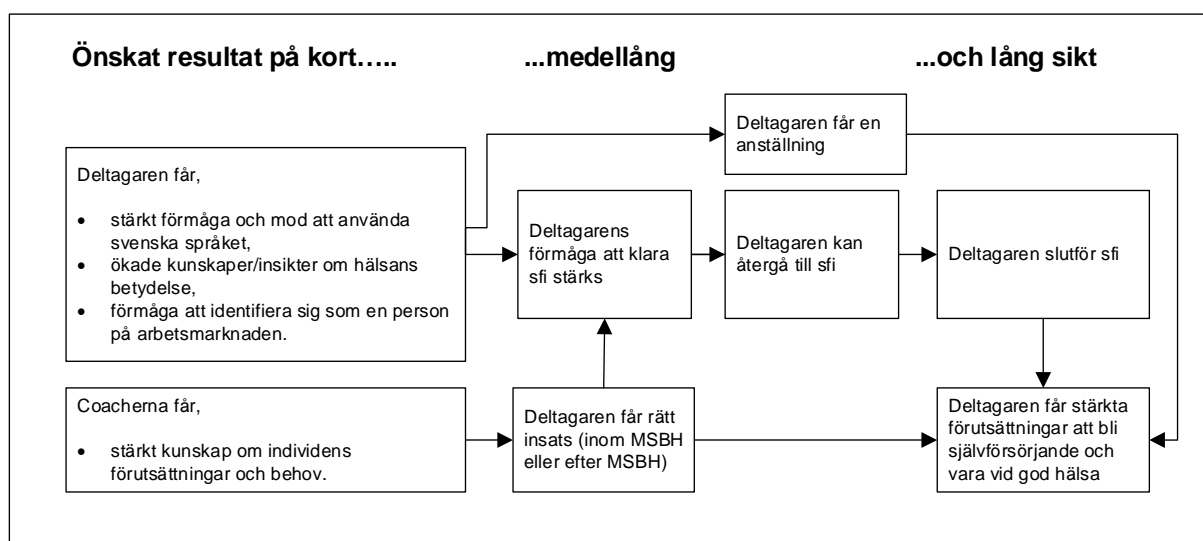 Önskat resultat på kort…..
...medellång
...och lång sikt
Deltagaren får en
anställning
Deltagaren får,
• stärkt förmåga och mod att använda
svenska språket,
• ökade kunskaper/insikter om hälsans
betydelse,
• förmåga att identifiera sig som en person
på arbetsmarknaden.
Deltagarens
förmåga att klara
sfi stärks
Deltagaren kan
återgå till sfi
Deltagaren slutför sfi
Coacherna får,
• stärkt kunskap om individens
förutsättningar och behov.
Deltagaren får rätt
insats (inom MSBH
eller efter MSBH)
Deltagaren får stärkta
förutsättningar att bli
självförsörjande och
vara vid god hälsa